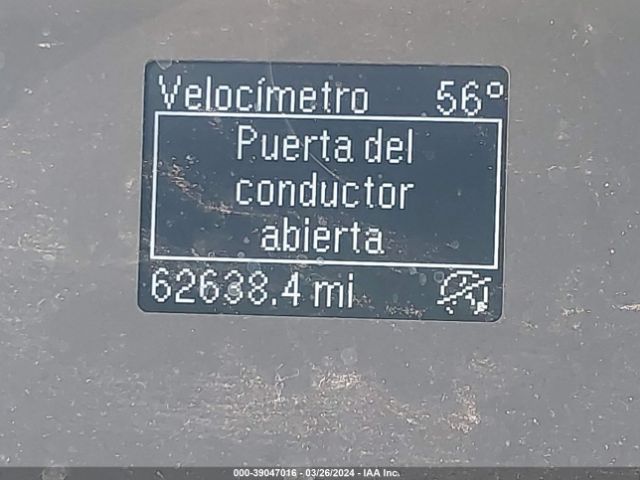 Velocímetro 56°
Puerta del
conductor
abierta
62638.4 mi
000-39047016 - 03/26/2024 - IAA Inc.